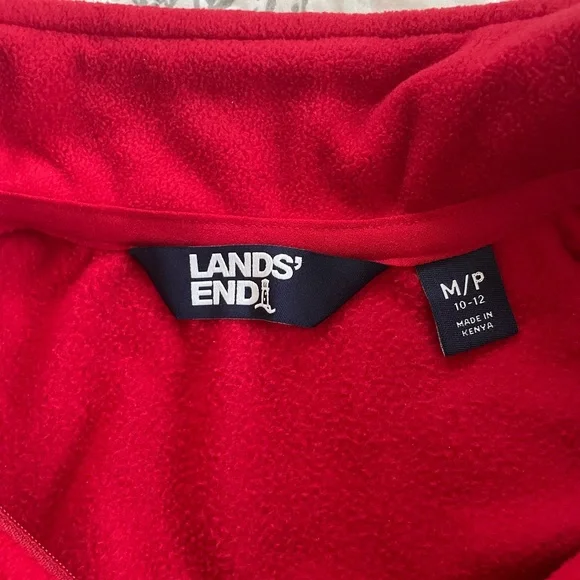 LANDS'
END
M/P
10-12
MADE IN
KENYA